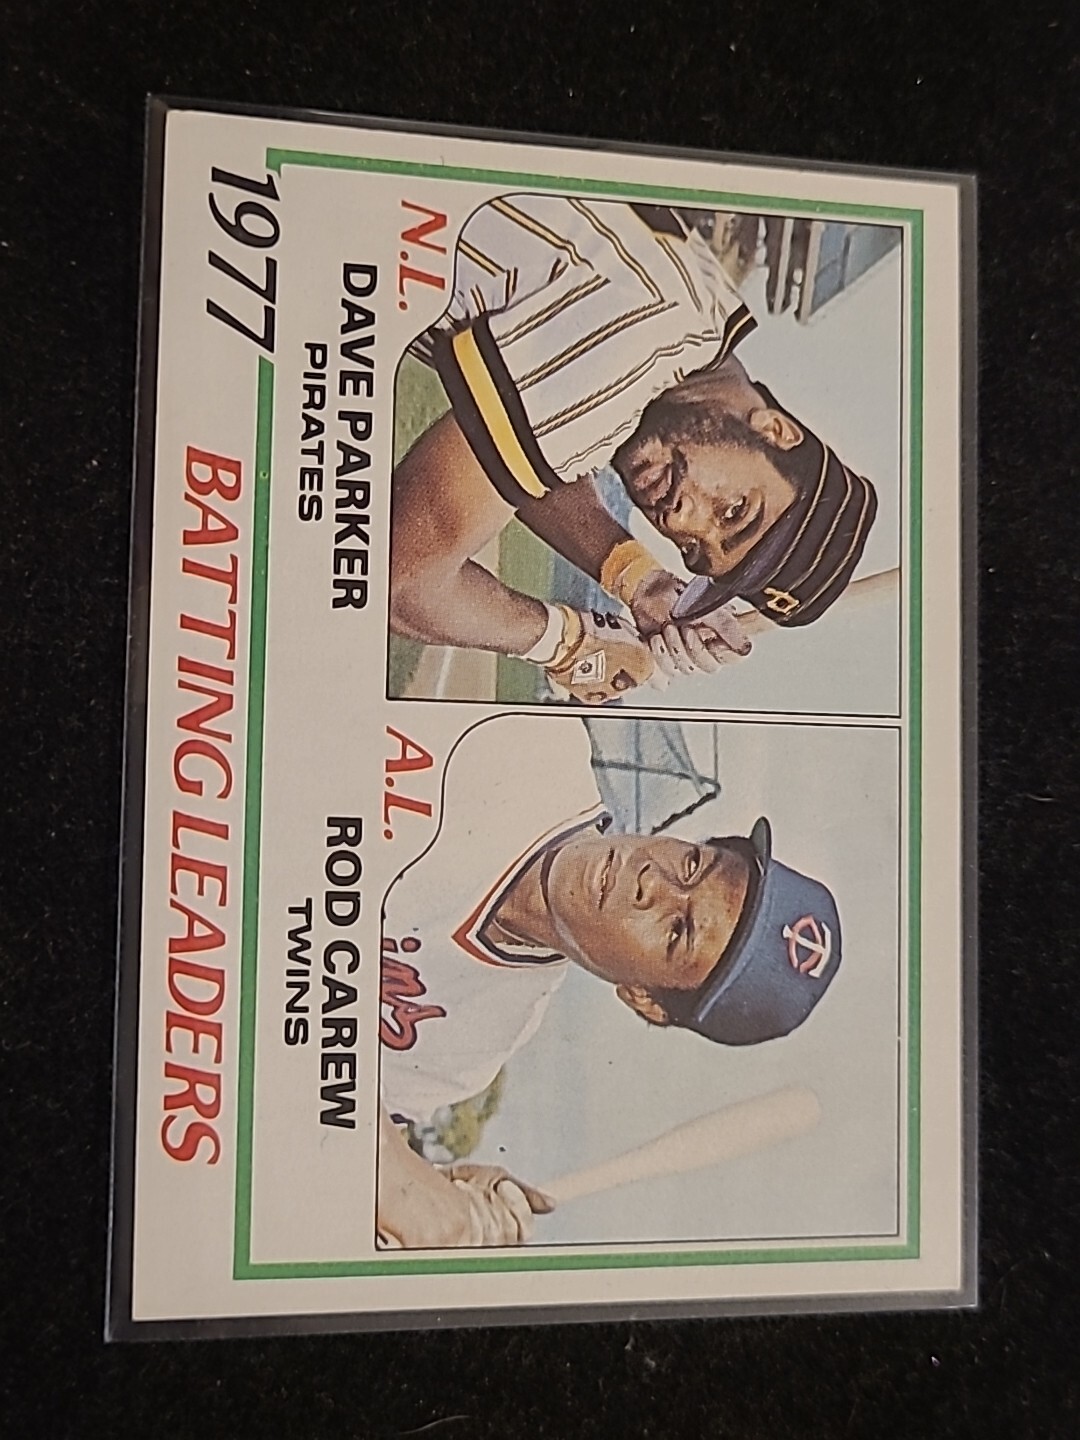 N.L.
DAVE PARKER
PIRATES
A.L.
ROD CAREW
TWINS
1977 BATTING LEADERS